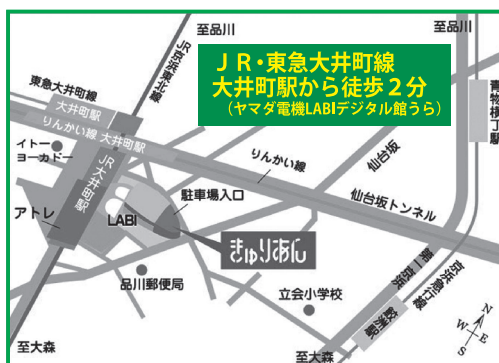 至品川
至品川
JR・東急大井町線
大井町駅から徒歩2分
(ヤマダ電機LABIデジタル館うら)
JR京浜東北線
東急大井町線
大井町駅
りんかい線 大井町駅
青物横丁駅
イトー
ヨーカドー
JR大井町駅
りんかい線
仙台坂
駐車場入口
仙台坂トンネル
アトレ
LABI
きゅりあん
品川郵便局
第一京浜
京浜急行線
立会小学校
鮫洲駅
至大森
至大森
N
E
W
S